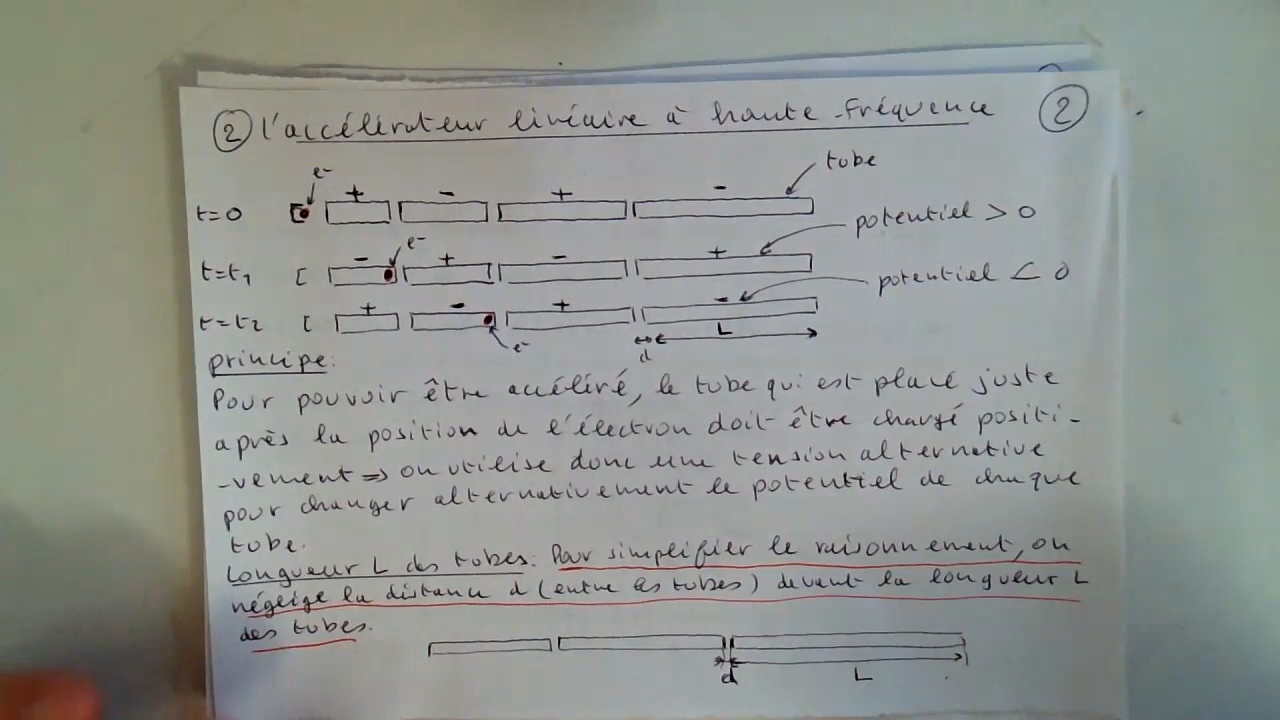 ② l'accélérateur linéaire à haute-fréquence ②
tube
e-
t=0 + - + -
potentiel > 0
e-
t=t1 - + - +
potentiel < 0
t=t2 + - + -
e- d L
principe:
Pour pouvoir être accéléré, le tube qui est placé juste
après la position de l'électron doit être chargé positi-
-vement => on utilise donc une tension alternative
pour changer alternativement le potentiel de chaque
tube.
Longueur L des tubes: Pour simplifier le raisonnement, on
néglige la distance d (entre les tubes) devant la longueur L
des tubes.
d L